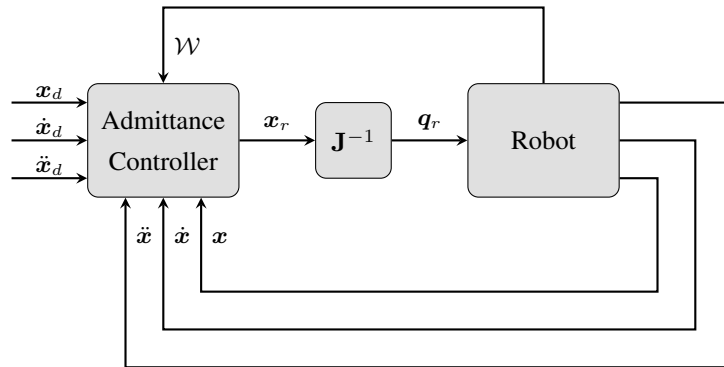 𝒲
𝒙_d
ẋ_d
ẍ_d
Admittance
Controller
𝒙_r
𝐉⁻¹
𝒒_r
Robot
ẍ
ẋ
𝒙